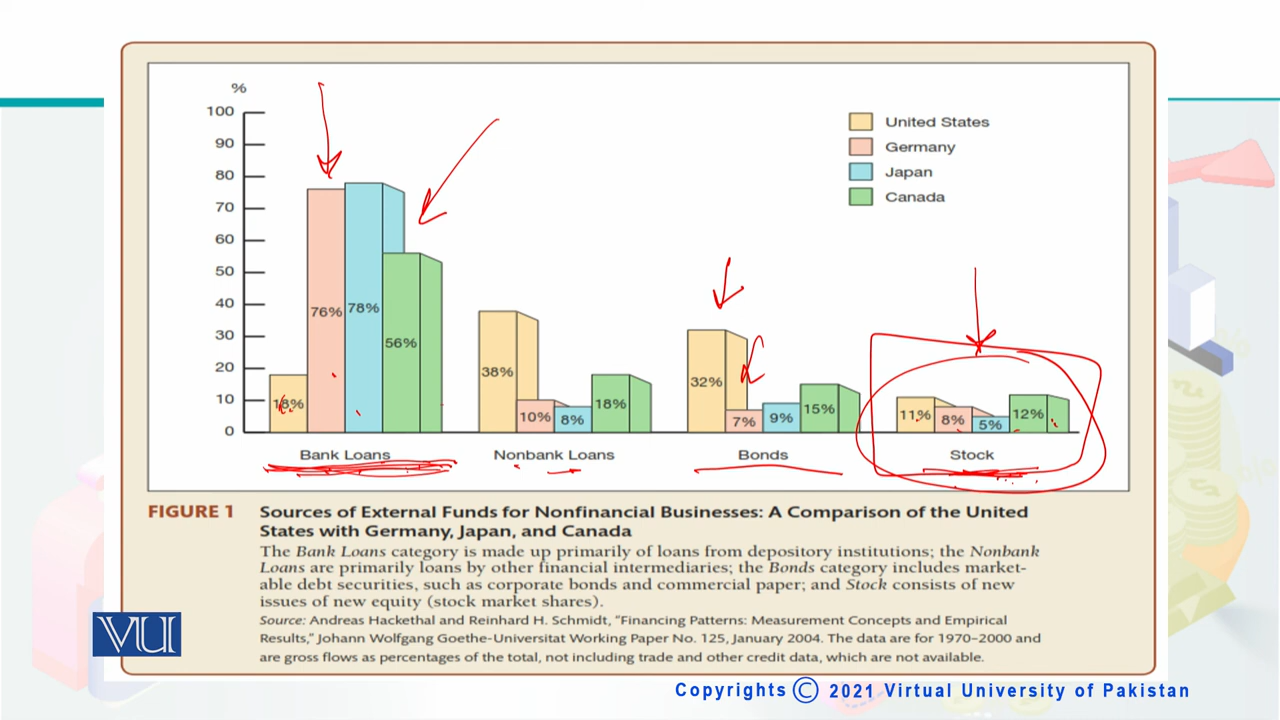 %
100
90
80
70
60
50
40
30
20
10
0
United States
Germany
Japan
Canada
18% 76% 78% 56%
38% 10% 8% 18%
32% 7% 9% 15%
11% 8% 5% 12%
Bank Loans Nonbank Loans Bonds Stock
FIGURE 1 Sources of External Funds for Nonfinancial Businesses: A Comparison of the United
States with Germany, Japan, and Canada
The Bank Loans category is made up primarily of loans from depository institutions; the Nonbank
Loans are primarily loans by other financial intermediaries; the Bonds category includes market-
able debt securities, such as corporate bonds and commercial paper; and Stock consists of new
issues of new equity (stock market shares).
Source: Andreas Hackethal and Reinhard H. Schmidt, “Financing Patterns: Measurement Concepts and Empirical
Results,” Johann Wolfgang Goethe-Universitat Working Paper No. 125, January 2004. The data are for 1970–2000 and
are gross flows as percentages of the total, not including trade and other credit data, which are not available.
VU
Copyrights © 2021 Virtual University of Pakistan